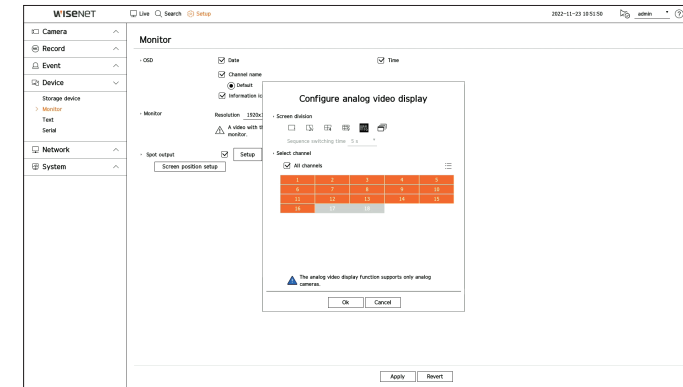 WISENET
Live Search Setup
2022-11-23 10:51:50 admin
Camera
Record
Event
Device
Storage device
Monitor
Text
Serial
Network
System
Monitor
OSD
Date
Time
Channel name
Default
Information ic
Monitor
Resolution 1920x
A video with th
monitor.
Spot output
Setup
Screen position setup
Configure analog video display
Screen division
Sequence switching time 5 s
Select channel
All channels
1 2 3 4 5
6 7 8 9 10
11 12 13 14 15
16 17 18
The analog video display function supports only analog
cameras.
Ok Cancel
Apply Revert